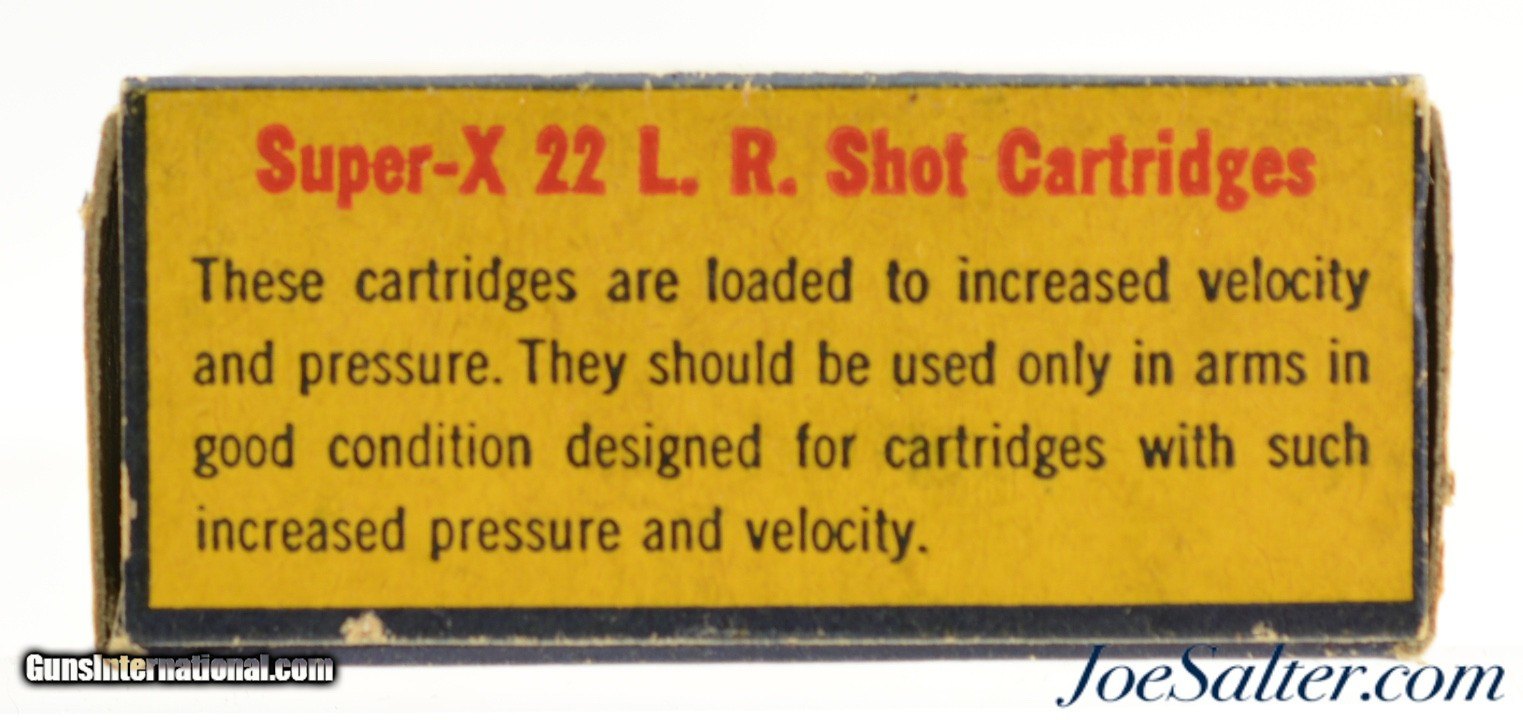 Super-X 22 L. R. Shot Cartridges
These cartridges are loaded to increased velocity
and pressure. They should be used only in arms in
good condition designed for cartridges with such
increased pressure and velocity.
GunsInternational.com
JoeSalter.com